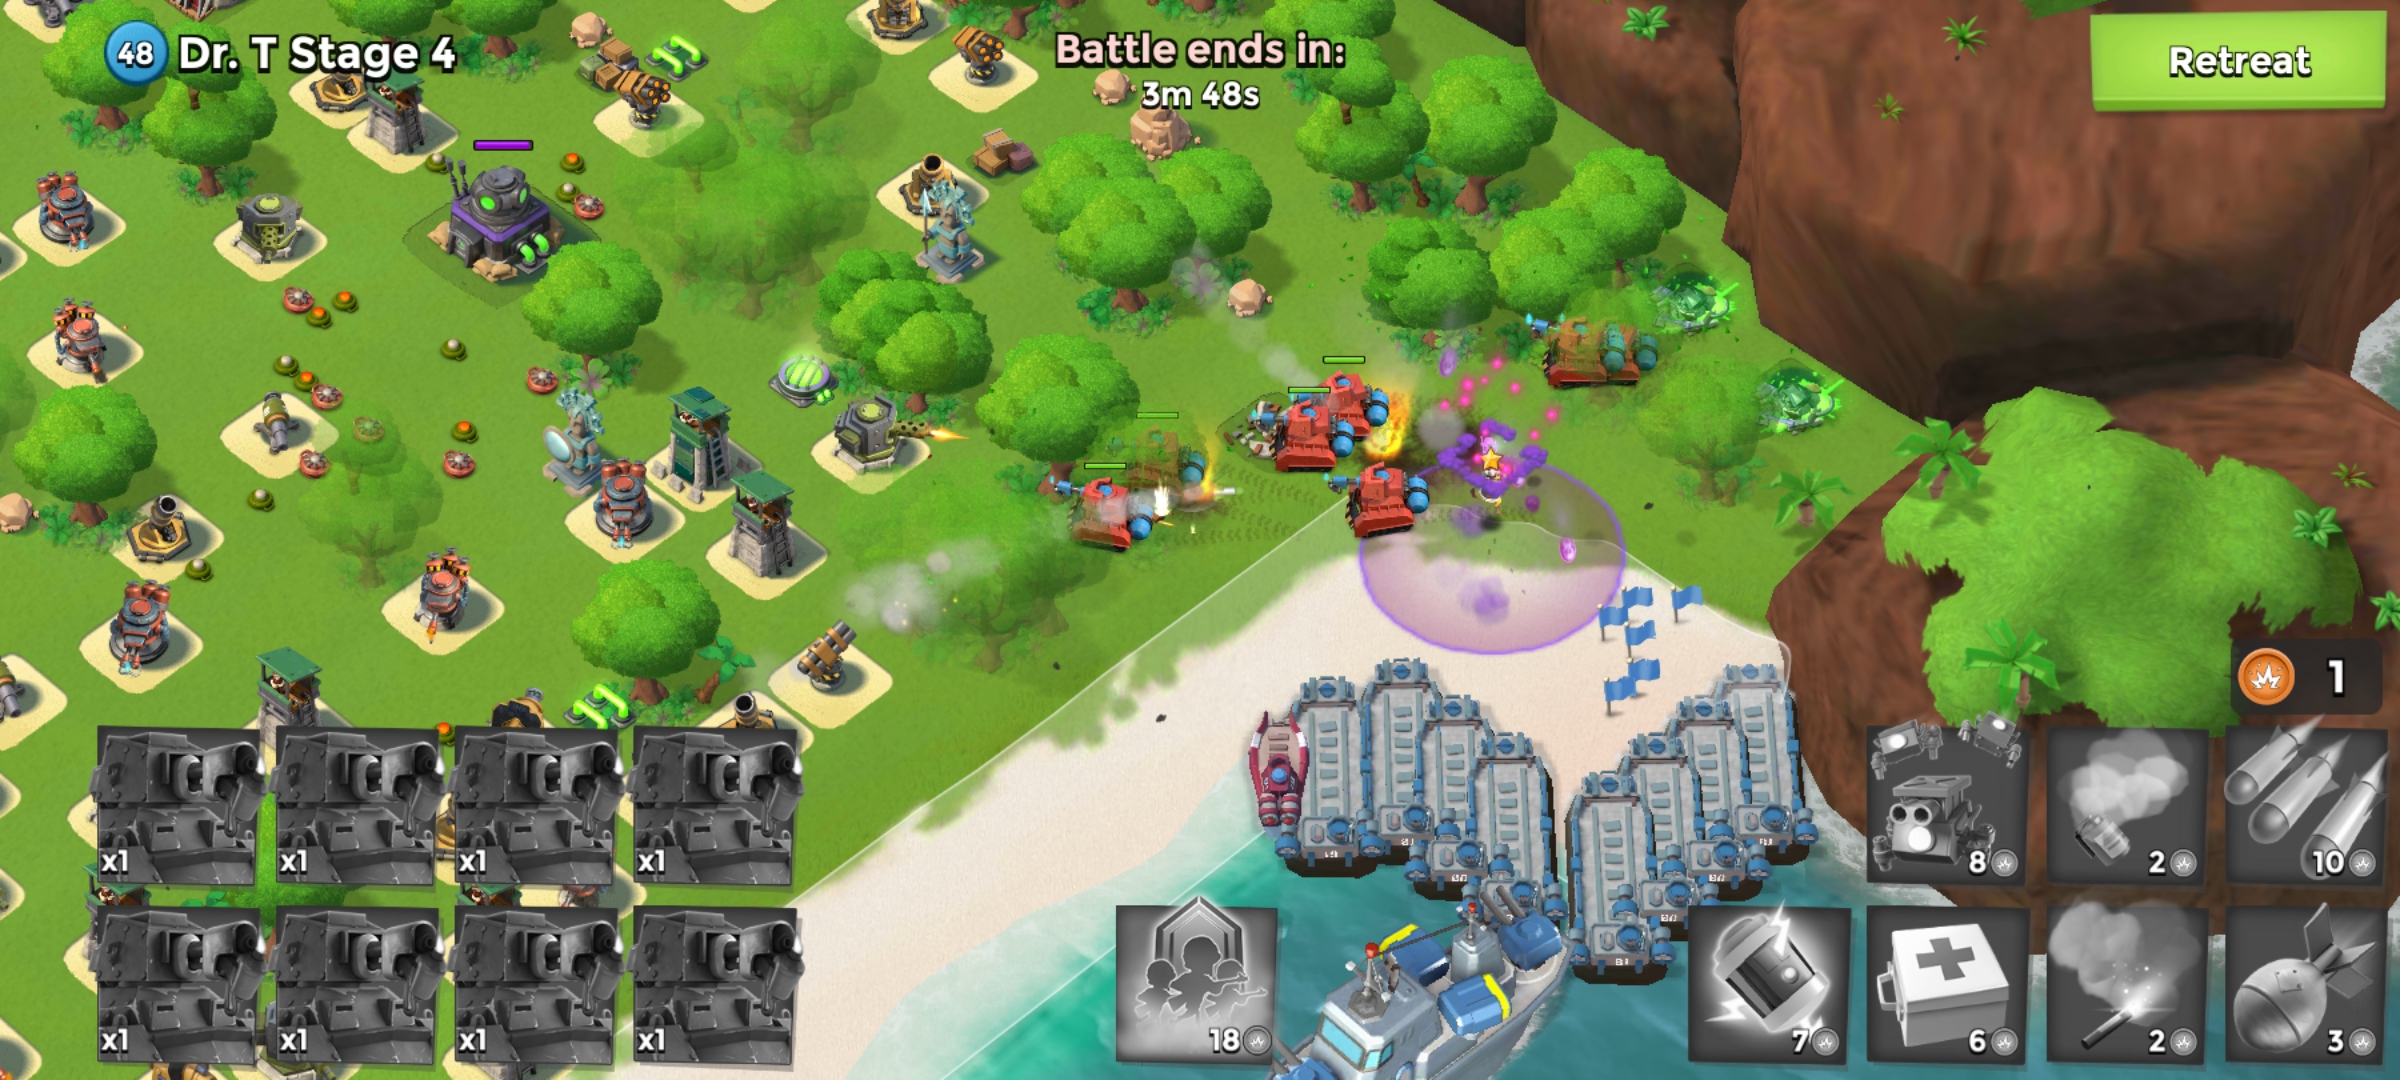 48 Dr. T Stage 4
Battle ends in:
3m 48s
Retreat
1
x1 x1 x1 x1
8 2 10
x1 x1 x1 x1
18 7 6 2 3